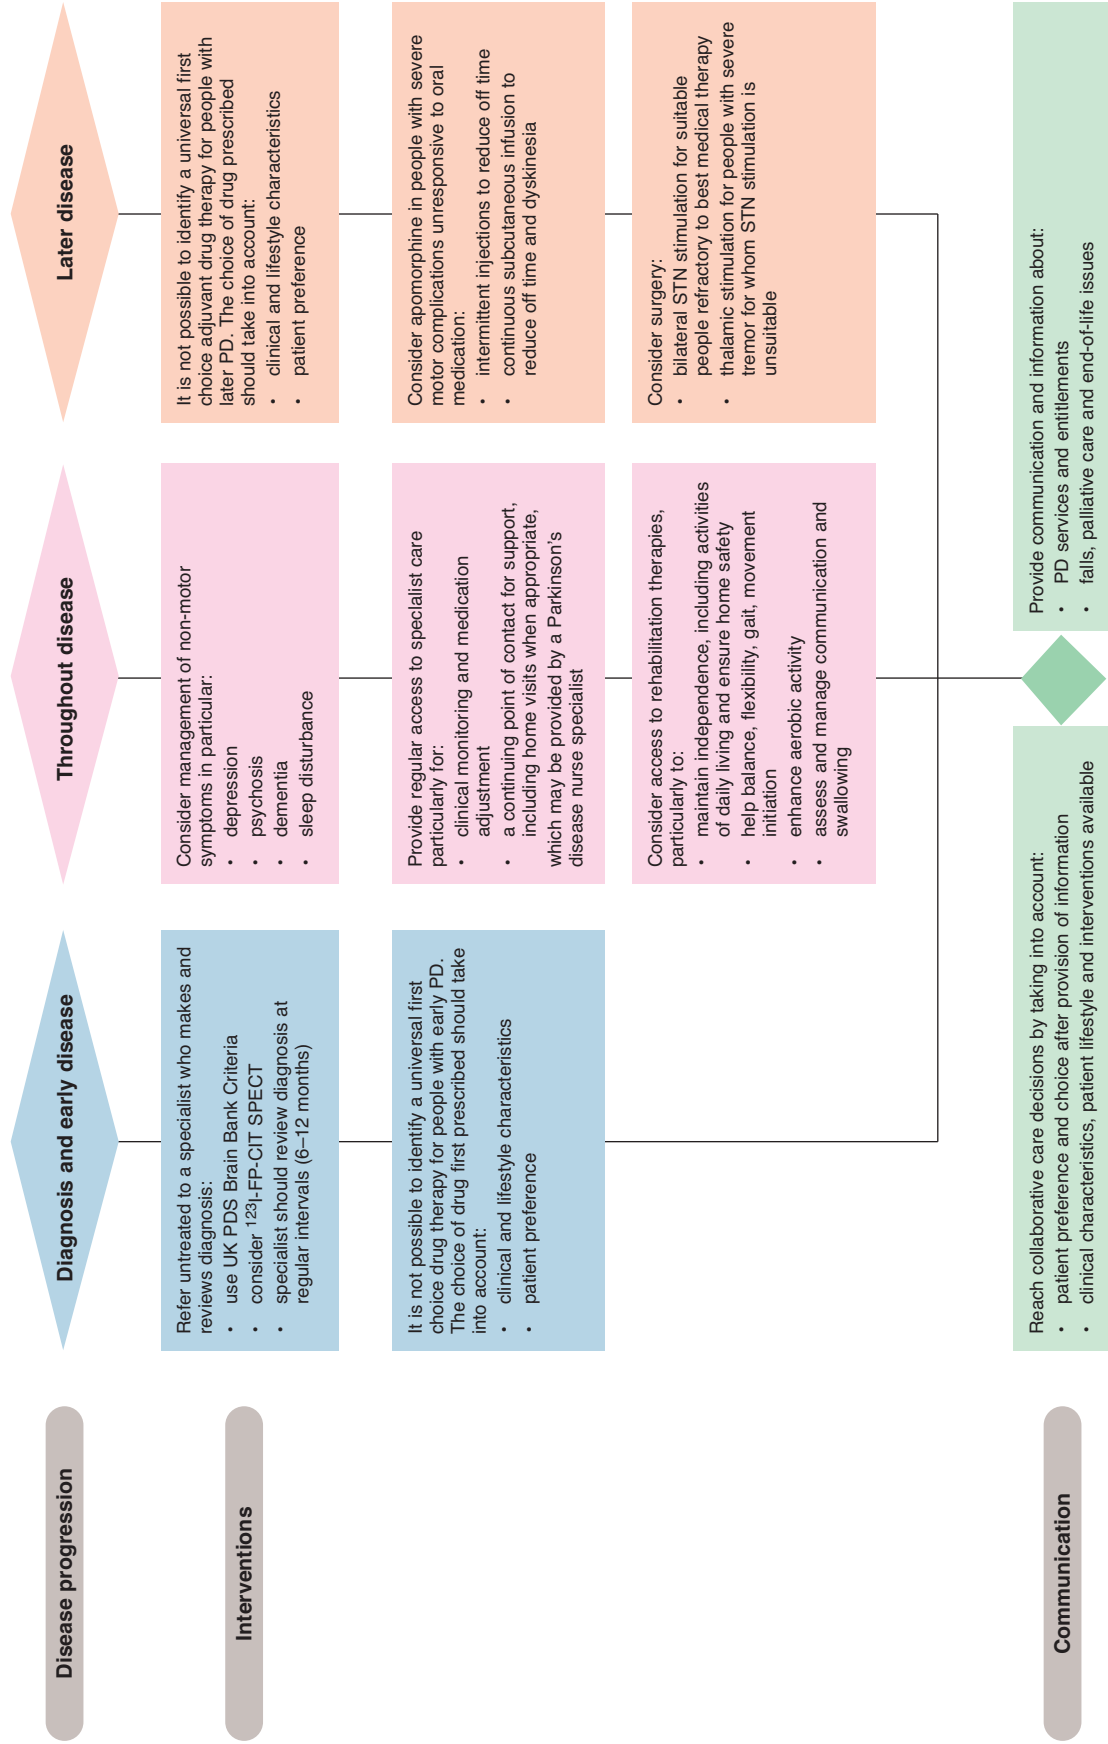 Disease progression
Diagnosis and early disease
Throughout disease
Later disease
Interventions
Refer untreated to a specialist who makes and
reviews diagnosis:
• use UK PDS Brain Bank Criteria
• consider ¹²³I-FP-CIT SPECT
• specialist should review diagnosis at
regular intervals (6–12 months)
It is not possible to identify a universal first
choice drug therapy for people with early PD.
The choice of drug first prescribed should take
into account:
• clinical and lifestyle characteristics
• patient preference
Consider management of non-motor
symptoms in particular:
• depression
• psychosis
• dementia
• sleep disturbance
Provide regular access to specialist care
particularly for:
• clinical monitoring and medication
adjustment
• a continuing point of contact for support,
including home visits when appropriate,
which may be provided by a Parkinson's
disease nurse specialist
Consider access to rehabilitation therapies,
particularly to:
• maintain independence, including activities
of daily living and ensure home safety
• help balance, flexibility, gait, movement
initiation
• enhance aerobic activity
• assess and manage communication and
swallowing
It is not possible to identify a universal first
choice adjuvant drug therapy for people with
later PD. The choice of drug prescribed
should take into account:
• clinical and lifestyle characteristics
• patient preference
Consider apomorphine in people with severe
motor complications unresponsive to oral
medication:
• intermittent injections to reduce off time
• continuous subcutaneous infusion to
reduce off time and dyskinesia
Consider surgery:
• bilateral STN stimulation for suitable
people refractory to best medical therapy
• thalamic stimulation for people with severe
tremor for whom STN stimulation is
unsuitable
Communication
Reach collaborative care decisions by taking into account:
• patient preference and choice after provision of information
• clinical characteristics, patient lifestyle and interventions available
Provide communication and information about:
• PD services and entitlements
• falls, palliative care and end-of-life issues